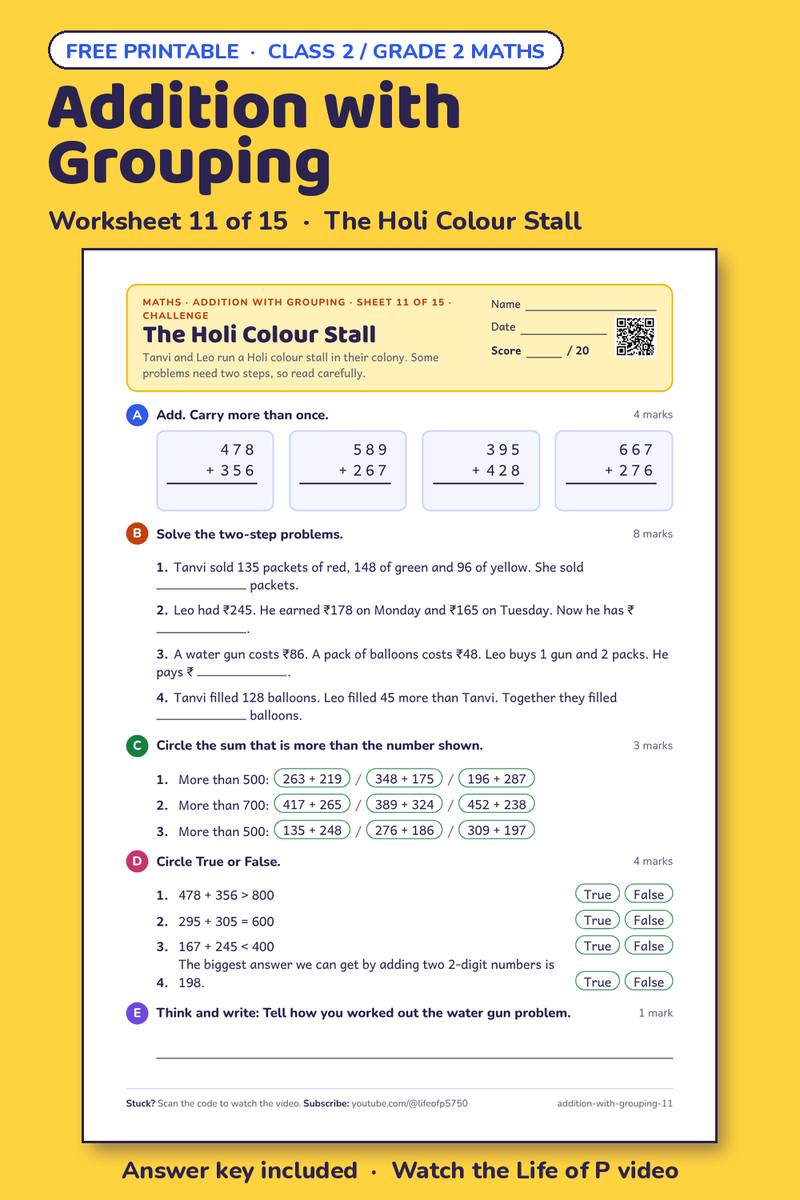 FREE PRINTABLE · CLASS 2 / GRADE 2 MATHS
Addition with
Grouping
Worksheet 11 of 15 · The Holi Colour Stall
MATHS · ADDITION WITH GROUPING · SHEET 11 OF 15 ·
CHALLENGE
The Holi Colour Stall
Tanvi and Leo run a Holi colour stall in their colony. Some
problems need two steps, so read carefully.
Name ____________
Date ____________
Score ______ / 20
A Add. Carry more than once. 4 marks
478 589 395 667
+ 356 + 267 + 428 + 276
B Solve the two-step problems. 8 marks
1. Tanvi sold 135 packets of red, 148 of green and 96 of yellow. She sold
____________ packets.
2. Leo had ₹245. He earned ₹178 on Monday and ₹165 on Tuesday. Now he has ₹
____________.
3. A water gun costs ₹86. A pack of balloons costs ₹48. Leo buys 1 gun and 2 packs. He
pays ₹ ____________.
4. Tanvi filled 128 balloons. Leo filled 45 more than Tanvi. Together they filled
____________ balloons.
C Circle the sum that is more than the number shown. 3 marks
1. More than 500: 263 + 219 / 348 + 175 / 196 + 287
2. More than 700: 417 + 265 / 389 + 324 / 452 + 238
3. More than 500: 135 + 248 / 276 + 186 / 309 + 197
D Circle True or False. 4 marks
1. 478 + 356 > 800 True False
2. 295 + 305 = 600 True False
3. 167 + 245 < 400 True False
The biggest answer we can get by adding two 2-digit numbers is
4. 198. True False
E Think and write: Tell how you worked out the water gun problem. 1 mark
Stuck? Scan the code to watch the video. Subscribe: youtube.com/@lifeofp5750 addition-with-grouping-11
Answer key included · Watch the Life of P video